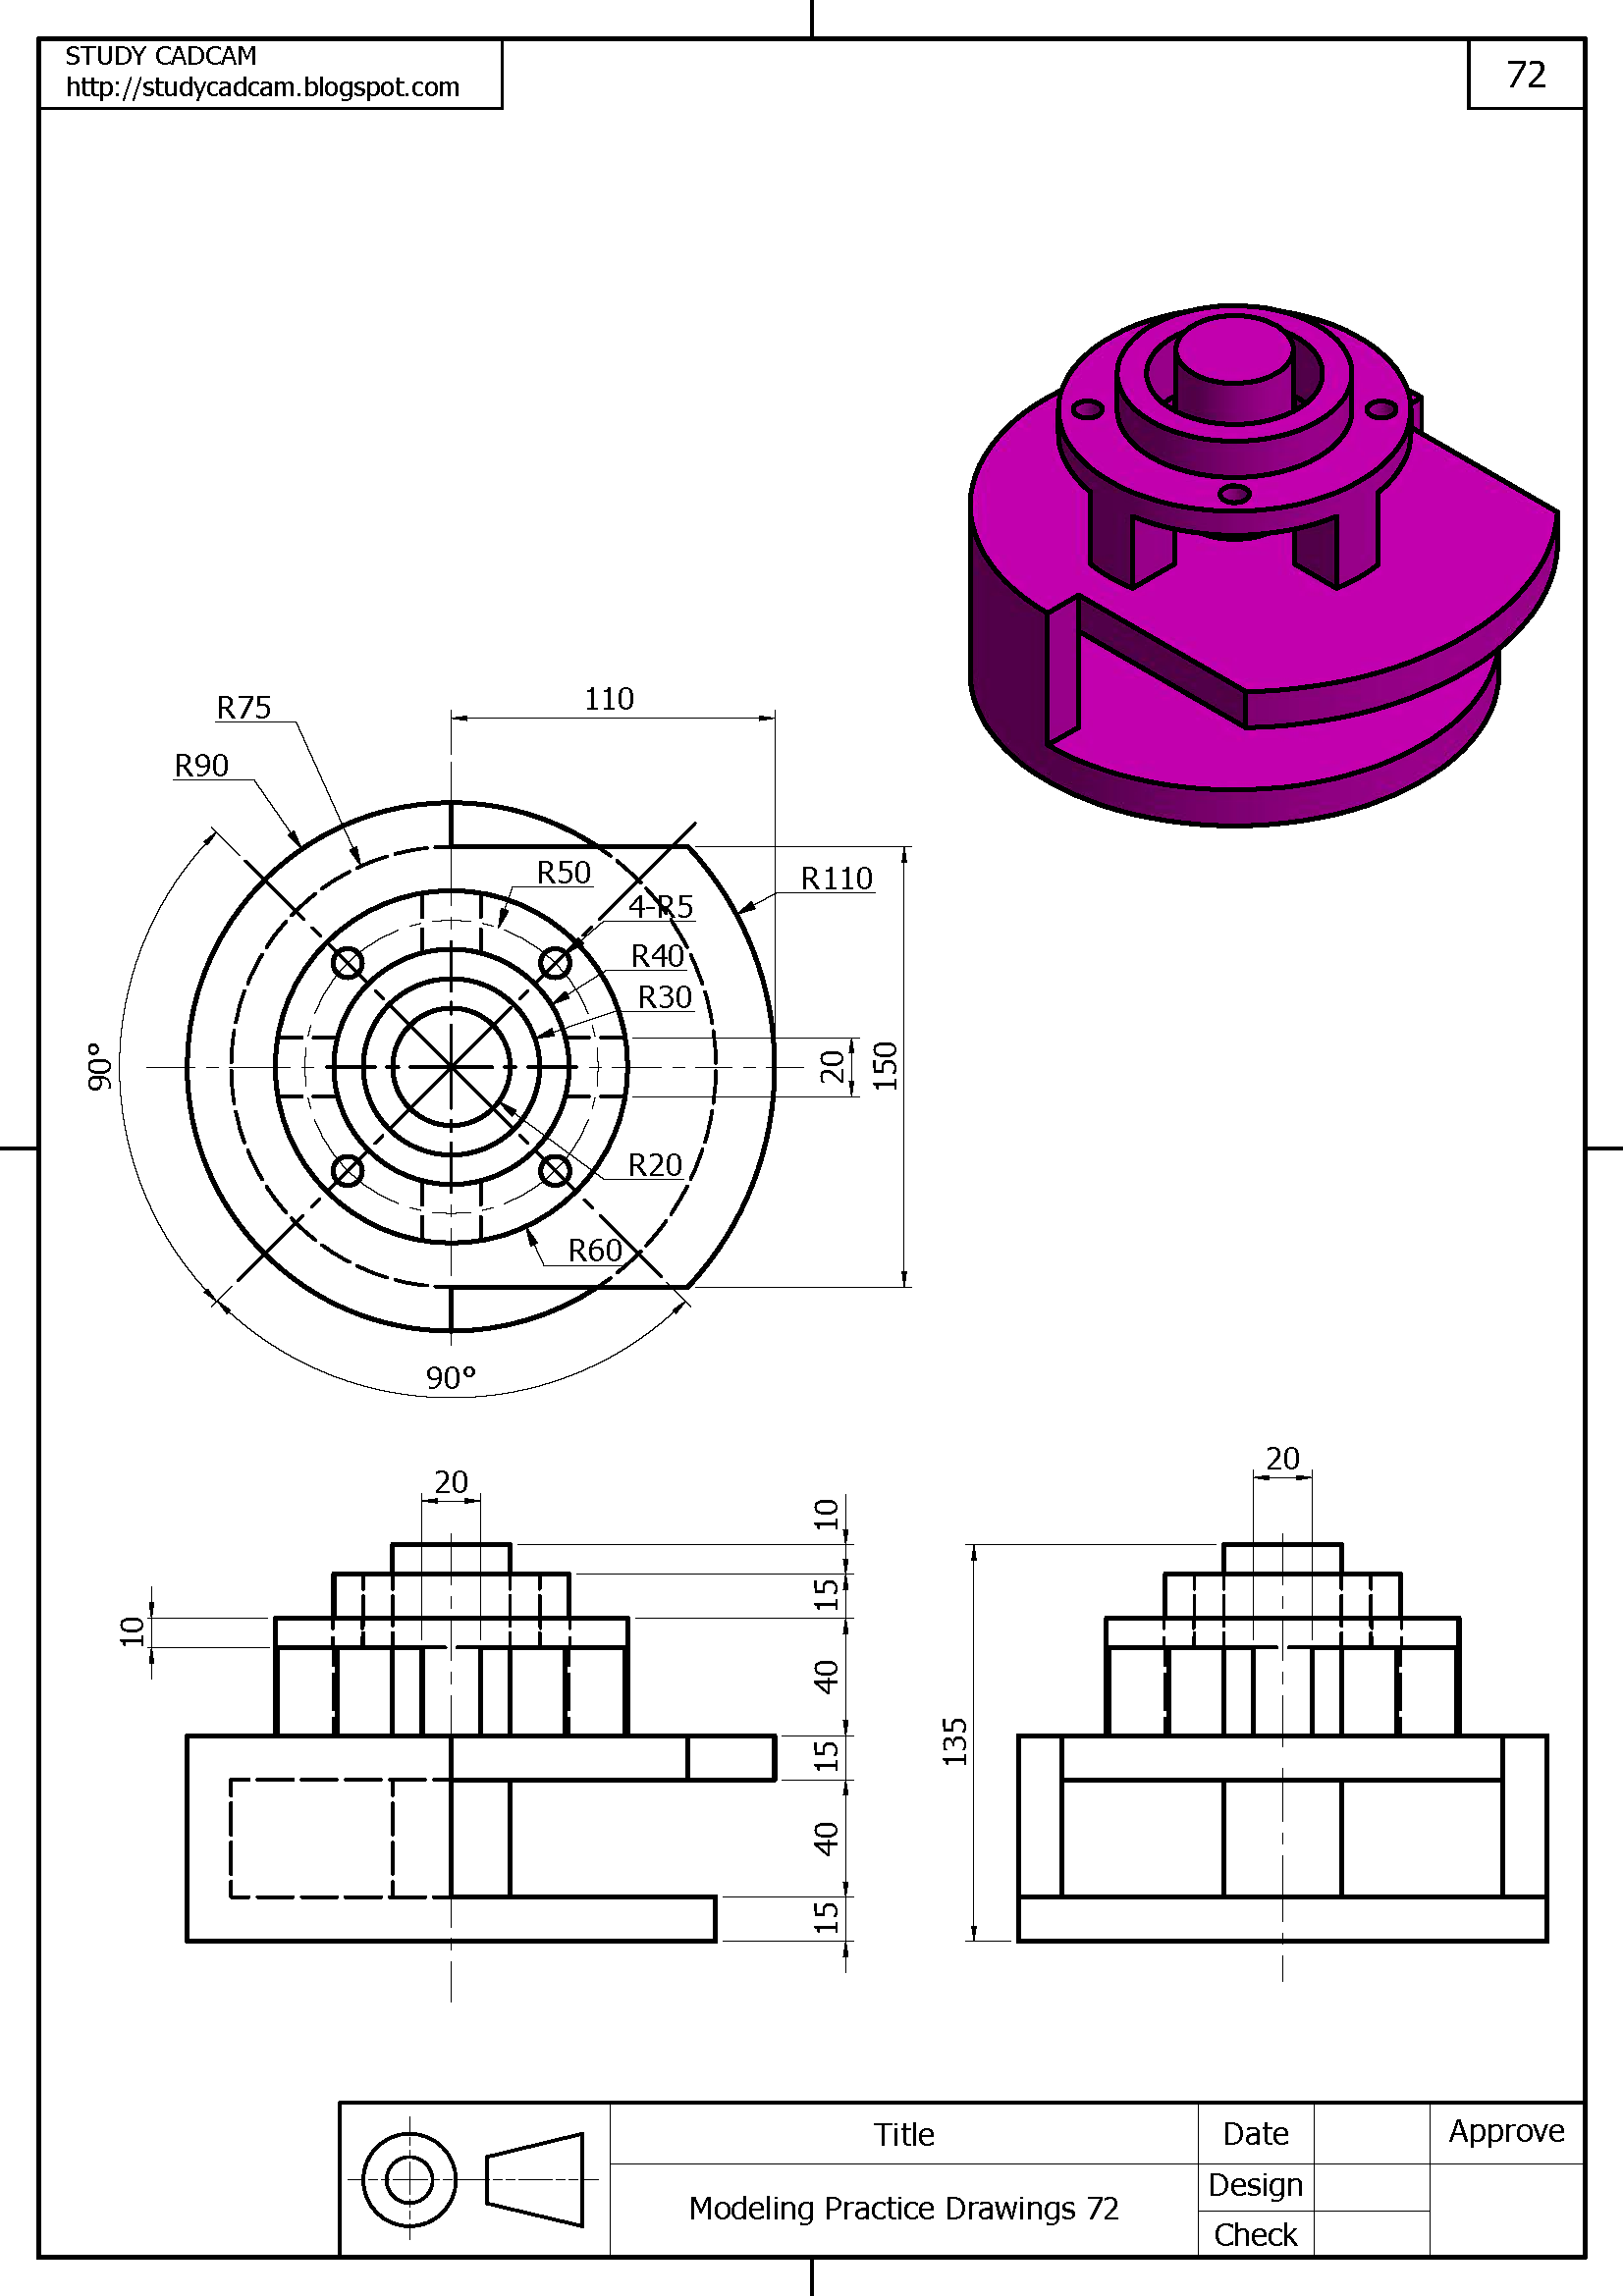 STUDY CADCAM
http://studycadcam.blogspot.com
72
110
R75
R90
R50
4-R5
R110
R40
R30
20
150
90°
R20
R60
90°
20
10
15
10
40
15
40
15
20
135
Title
Date
Approve
Modeling Practice Drawings 72
Design
Check